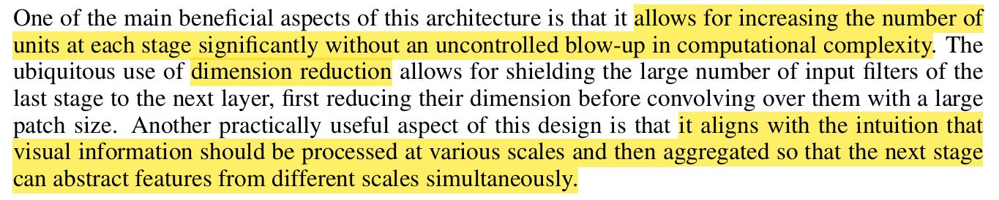 One of the main beneficial aspects of this architecture is that it allows for increasing the number of
units at each stage significantly without an uncontrolled blow-up in computational complexity. The
ubiquitous use of dimension reduction allows for shielding the large number of input filters of the
last stage to the next layer, first reducing their dimension before convolving over them with a large
patch size. Another practically useful aspect of this design is that it aligns with the intuition that
visual information should be processed at various scales and then aggregated so that the next stage
can abstract features from different scales simultaneously.